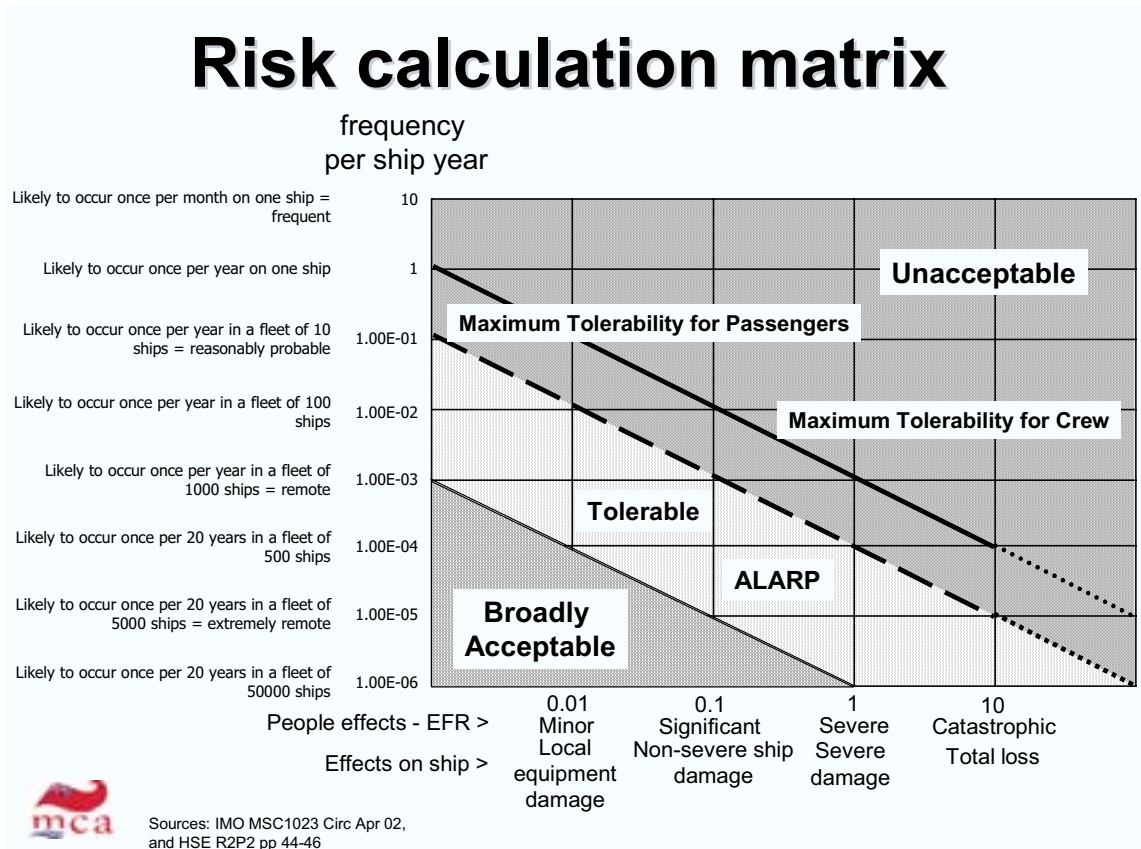 Risk calculation matrix
frequency
per ship year
Likely to occur once per month on one ship =
frequent
10
Likely to occur once per year on one ship
1
Likely to occur once per year in a fleet of 10
ships = reasonably probable
1.00E-01
Likely to occur once per year in a fleet of 100
ships
1.00E-02
Likely to occur once per year in a fleet of
1000 ships = remote
1.00E-03
Likely to occur once per 20 years in a fleet of
500 ships
1.00E-04
Likely to occur once per 20 years in a fleet of
5000 ships = extremely remote
1.00E-05
Likely to occur once per 20 years in a fleet of
50000 ships
1.00E-06
Unacceptable
Maximum Tolerability for Passengers
Maximum Tolerability for Crew
Tolerable
ALARP
Broadly
Acceptable
0.01
0.1
1
10
People effects - EFR >
Minor
Significant
Severe
Catastrophic
Effects on ship >
Local
equipment
damage
Non-severe ship
damage
Severe
damage
Total loss
mca
Sources: IMO MSC1023 Circ Apr 02,
and HSE R2P2 pp 44-46